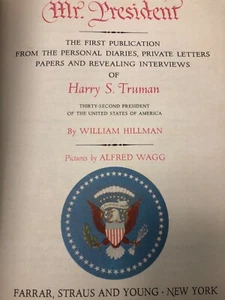 Mr. President
THE FIRST PUBLICATION
FROM THE PERSONAL DIARIES, PRIVATE LETTERS
PAPERS AND REVEALING INTERVIEWS
OF
Harry S. Truman
THIRTY-SECOND PRESIDENT
OF THE UNITED STATES OF AMERICA
By WILLIAM HILLMAN
Pictures by ALFRED WAGG
FARRAR, STRAUS AND YOUNG · NEW YORK